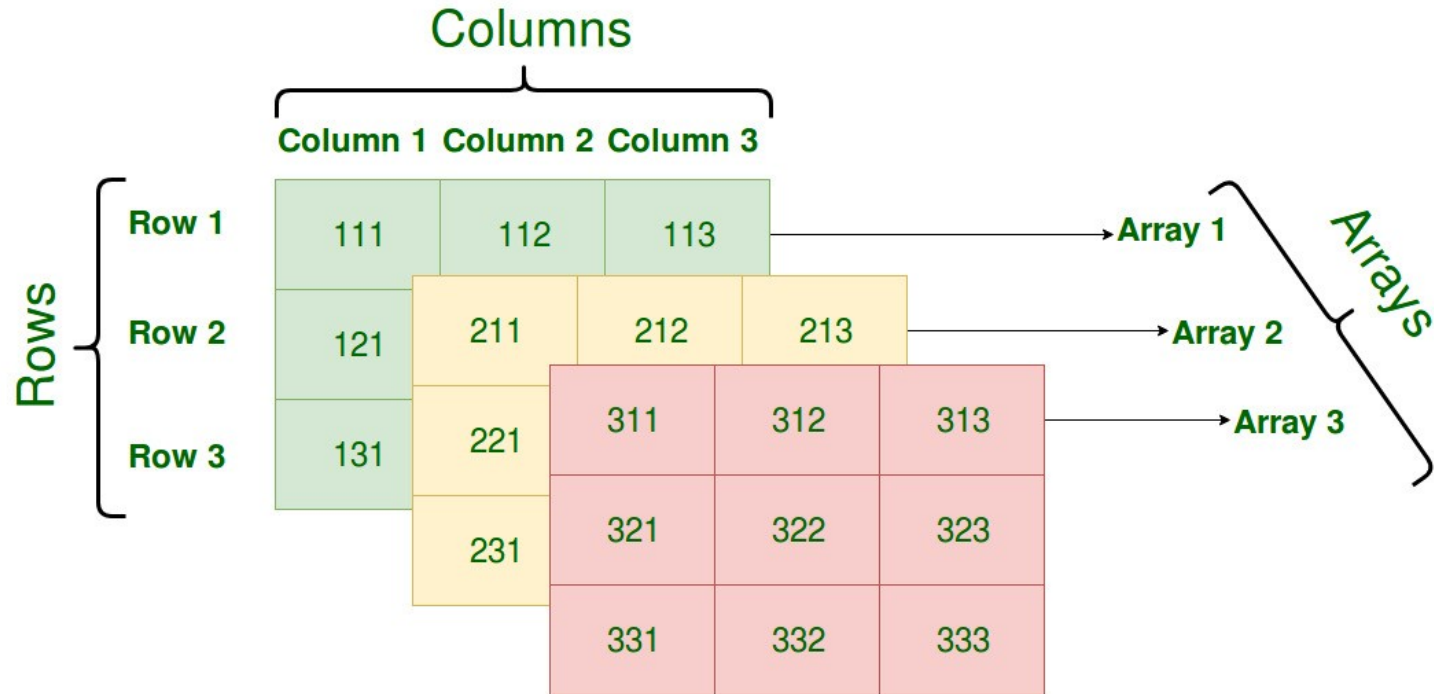 Columns
Column 1 Column 2 Column 3
Rows
Row 1
111 112 113
Array 1
Arrays
Row 2
121
211 212 213
Array 2
Row 3
131
221
231
311 312 313
Array 3
321 322 323
331 332 333